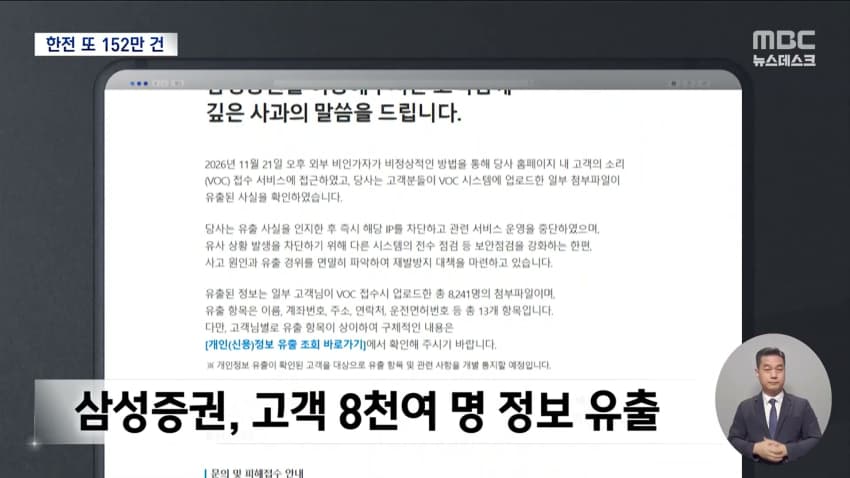 한전 또 152만 건
MBC
뉴스데스크
깊은 사과의 말씀을 드립니다.
2026년 11월 21일 오후 외부 비인가자가 비정상적인 방법을 통해 당사 홈페이지 내 고객의 소리
(VOC) 접수 서비스에 접근하였고, 당사는 고객분들이 VOC 시스템에 업로드한 일부 첨부파일이
유출된 사실을 확인하였습니다.
당사는 유출 사실을 인지한 후 즉시 해당 IP를 차단하고 관련 서비스 운영을 중단하였으며,
유사 상황 발생을 차단하기 위해 다른 시스템의 전수 점검 등 보안점검을 강화하는 한편,
사고 원인과 유출 경위를 면밀히 파악하여 재발방지 대책을 마련하고 있습니다.
유출된 정보는 일부 고객님이 VOC 접수시 업로드한 총 8,241명의 첨부파일이며,
유출 항목은 이름, 계좌번호, 주소, 연락처, 운전면허번호 등 총 13개 항목입니다.
다만, 고객님별로 유출 항목이 상이하여 구체적인 내용은
[개인(신용)정보 유출 조회 바로가기]에서 확인해 주시기 바랍니다.
※ 개인정보 유출이 확인된 고객을 대상으로 유출 항목 및 관련 사항을 개별 통지할 예정입니다.
삼성증권, 고객 8천여 명 정보 유출
문의 및 피해접수 안내